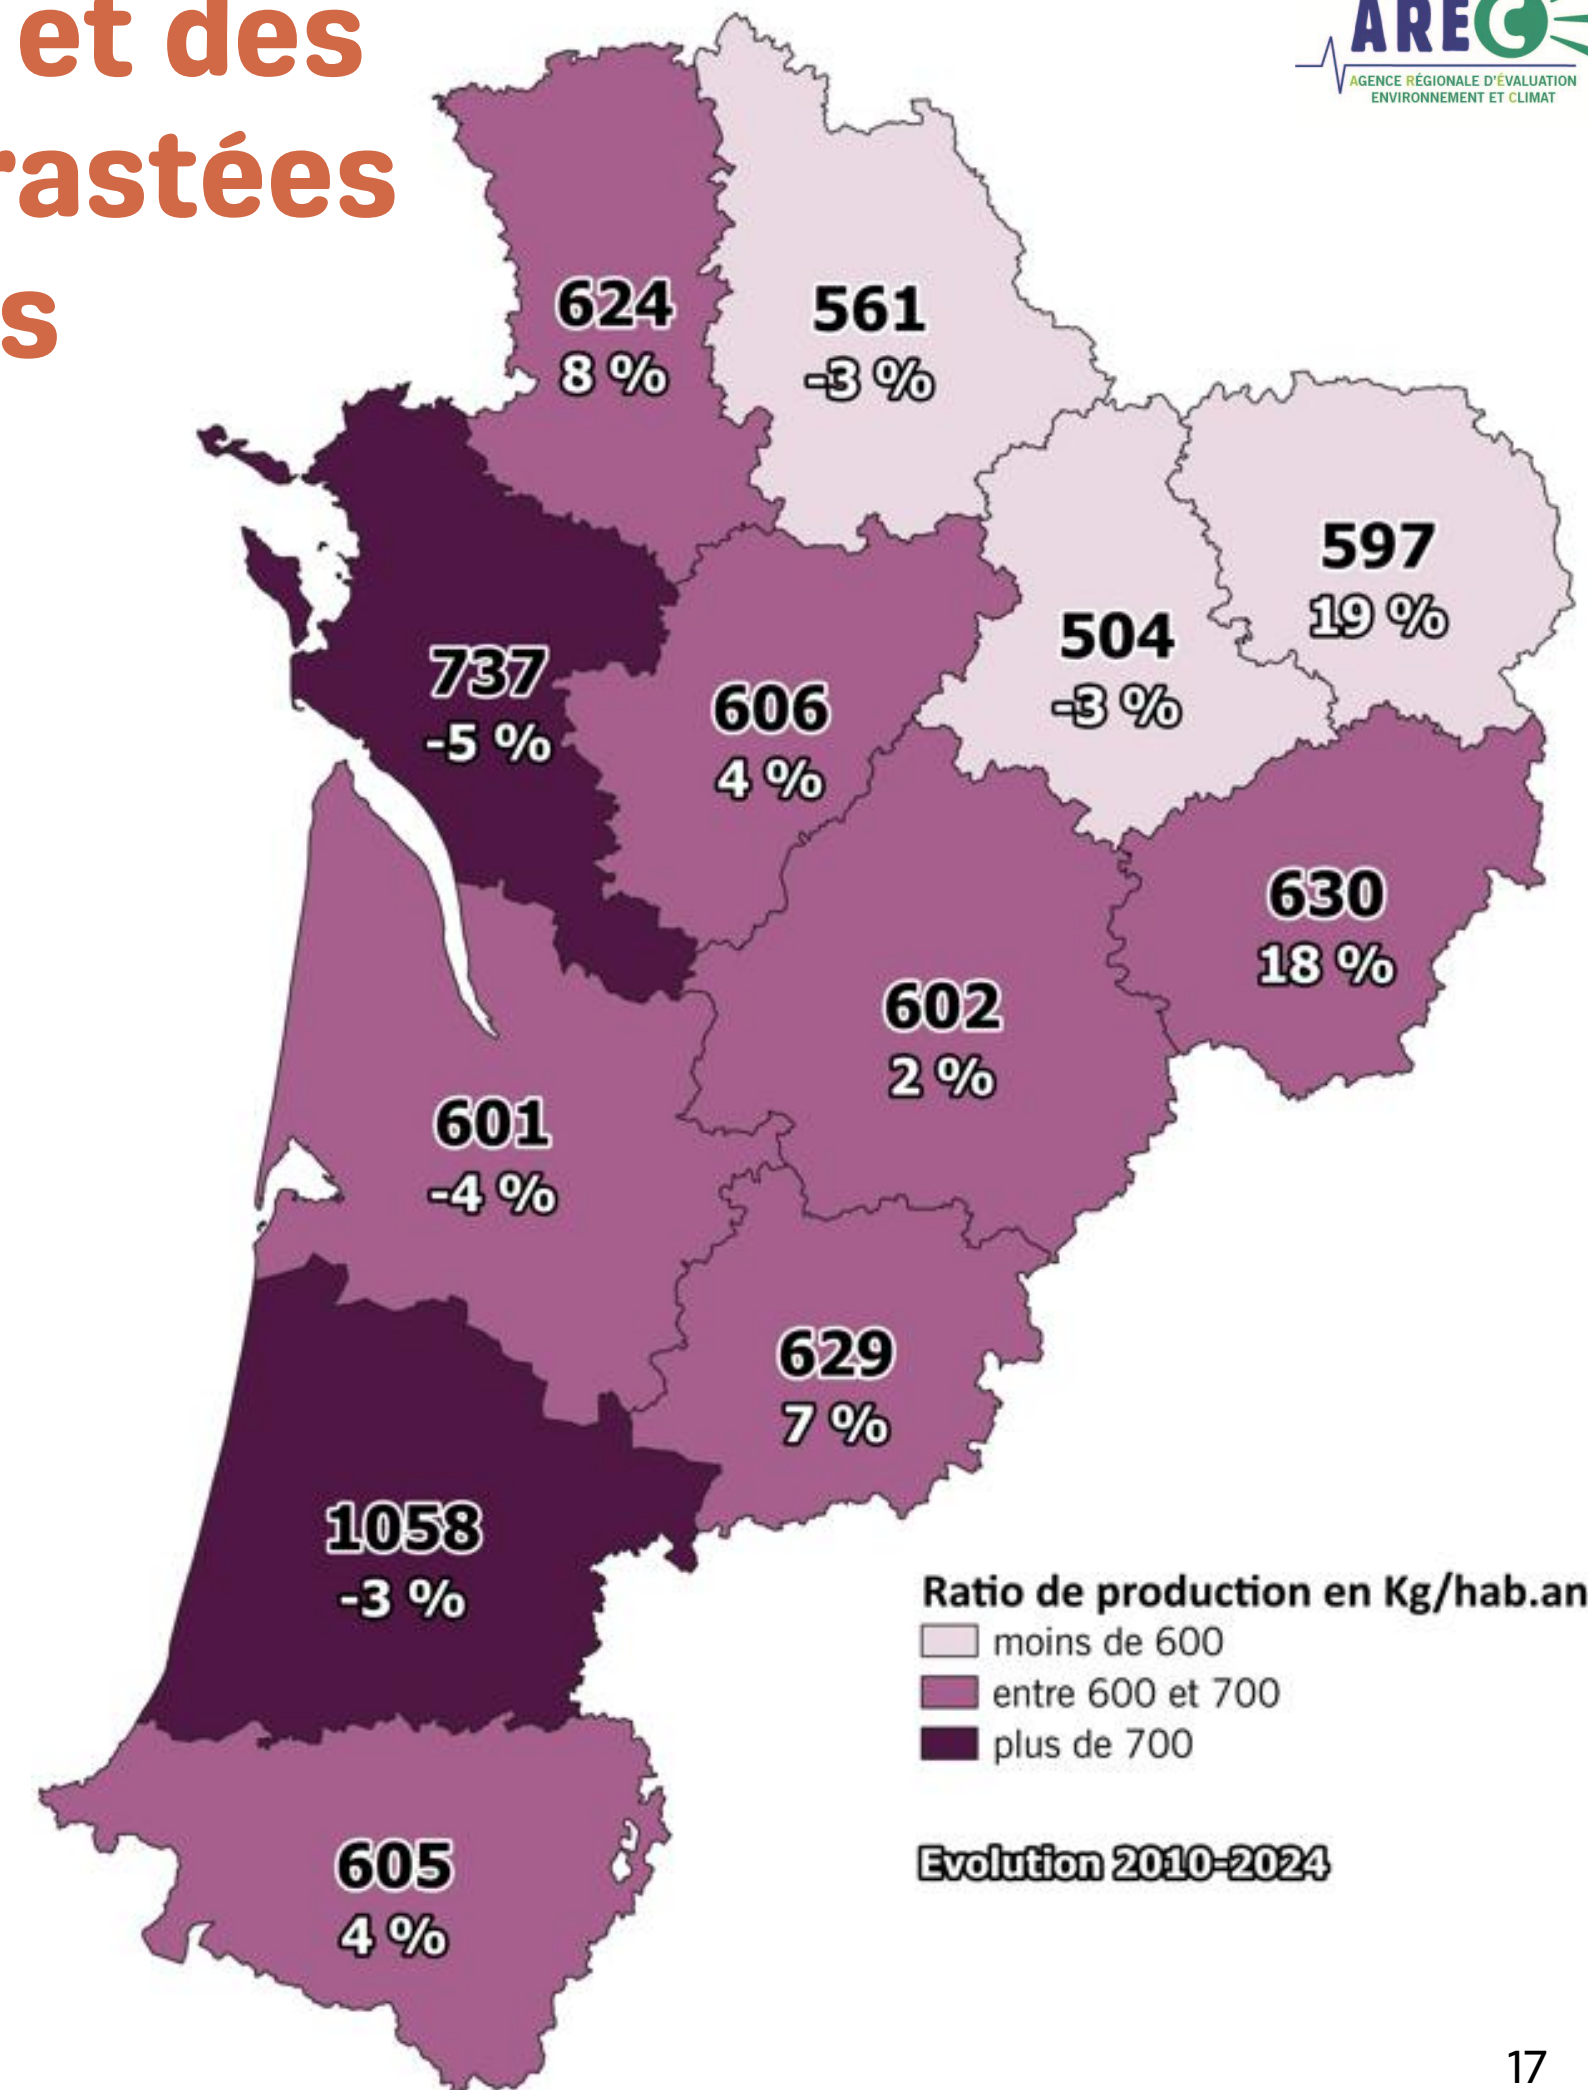 et des
rastées
s
AREC
AGENCE RÉGIONALE D'ÉVALUATION
ENVIRONNEMENT ET CLIMAT
624
8 %
561
-3 %
597
19 %
504
-3 %
737
-5 %
606
4 %
630
18 %
602
2 %
601
-4 %
629
7 %
1058
-3 %
605
4 %
Ratio de production en Kg/hab.an
moins de 600
entre 600 et 700
plus de 700
Evolution 2010-2024
17